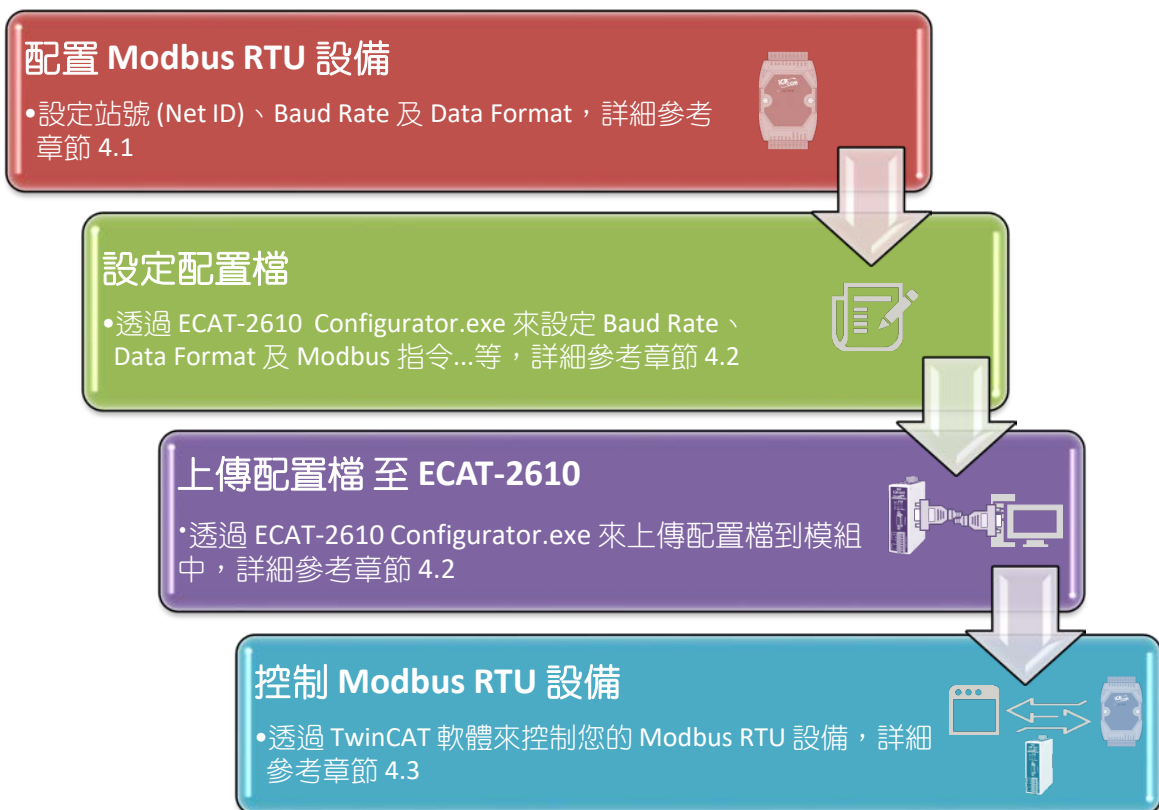 配置 Modbus RTU 設備
•設定站號 (Net ID)、Baud Rate 及 Data Format，詳細參考
章節 4.1
設定配置檔
•透過 ECAT-2610 Configurator.exe 來設定 Baud Rate、
Data Format 及 Modbus 指令...等，詳細參考章節 4.2
上傳配置檔 至 ECAT-2610
•透過 ECAT-2610 Configurator.exe 來上傳配置檔到模組
中，詳細參考章節 4.2
控制 Modbus RTU 設備
•透過 TwinCAT 軟體來控制您的 Modbus RTU 設備，詳細
參考章節 4.3